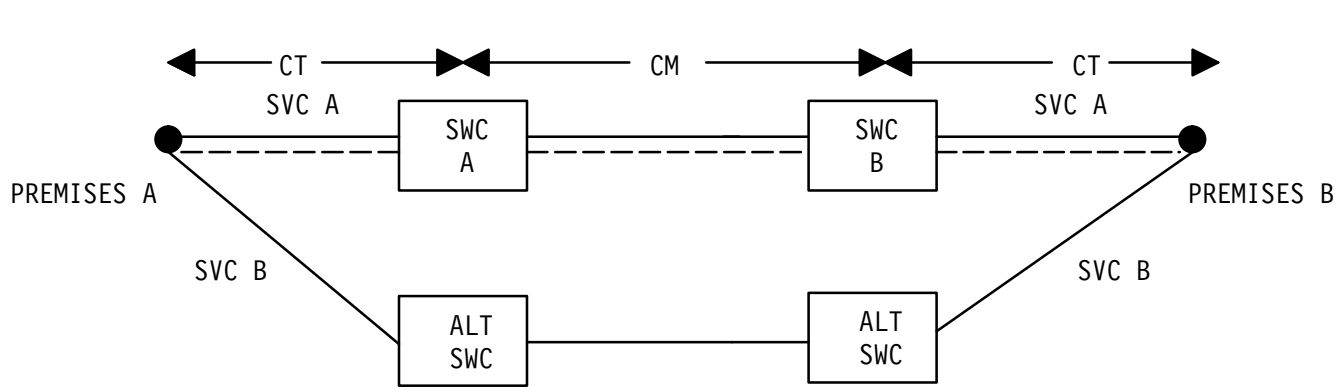 CT CM CT
SVC A SVC A
SWC SWC
A B
PREMISES A PREMISES B
SVC B SVC B
ALT ALT
SWC SWC